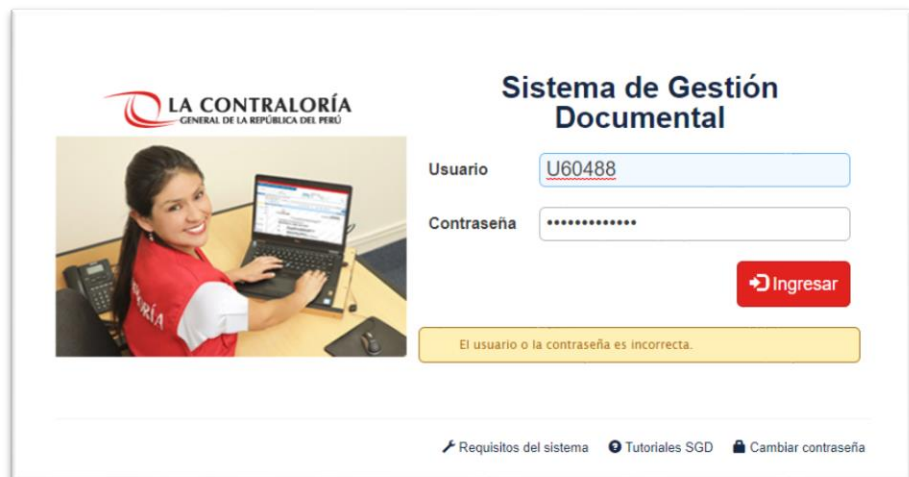 LA CONTRALORÍA
GENERAL DE LA REPÚBLICA DEL PERÚ
Sistema de Gestión
Documental
Usuario
U60488
Contraseña
•••••••••••••
Ingresar
El usuario o la contraseña es incorrecta.
Requisitos del sistema
Tutoriales SGD
Cambiar contraseña